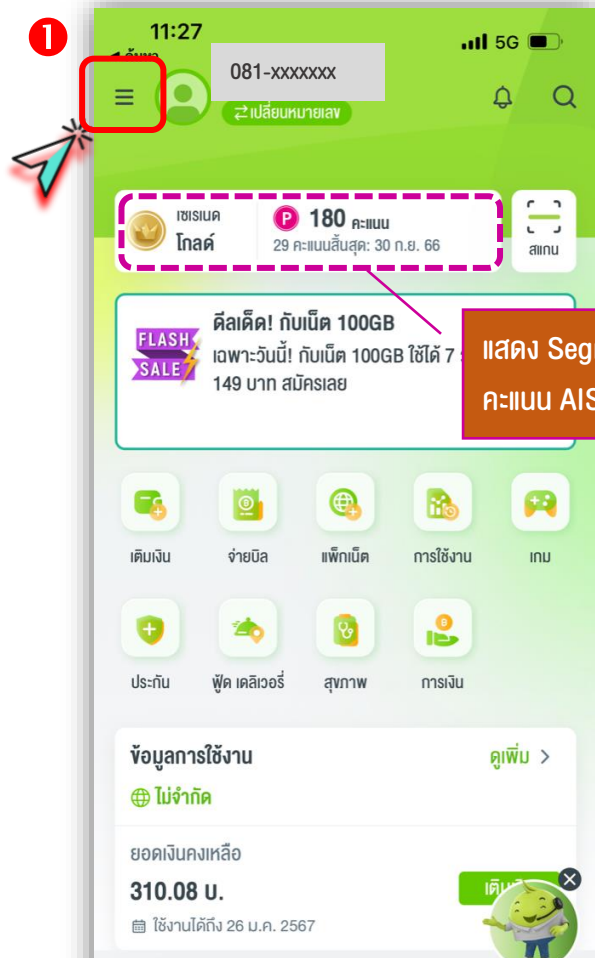 1
11:27
5G
ค้นหา
081-xxxxxxx
เปลี่ยนหมายเลข
เซเรเนด
โกลด์
P 180 คะแนน
29 คะแนนสิ้นสุด: 30 ก.ย. 66
สแกน
FLASH
SALE
ดีลเด็ด! กับเน็ต 100GB
เฉพาะวันนี้! กับเน็ต 100GB ใช้ได้ 7
149 บาท สมัครเลย
แสดง Seg
คะแนน AIS
เติมเงิน
จ่ายบิล
แพ็กเน็ต
การใช้งาน
เกม
ประกัน
ฟู้ด เดลิเวอรี่
สุขภาพ
การเงิน
ข้อมูลการใช้งาน
ดูเพิ่ม >
ไม่จำกัด
ยอดเงินคงเหลือ
310.08 บ.
ใช้งานได้ถึง 26 ม.ค. 2567